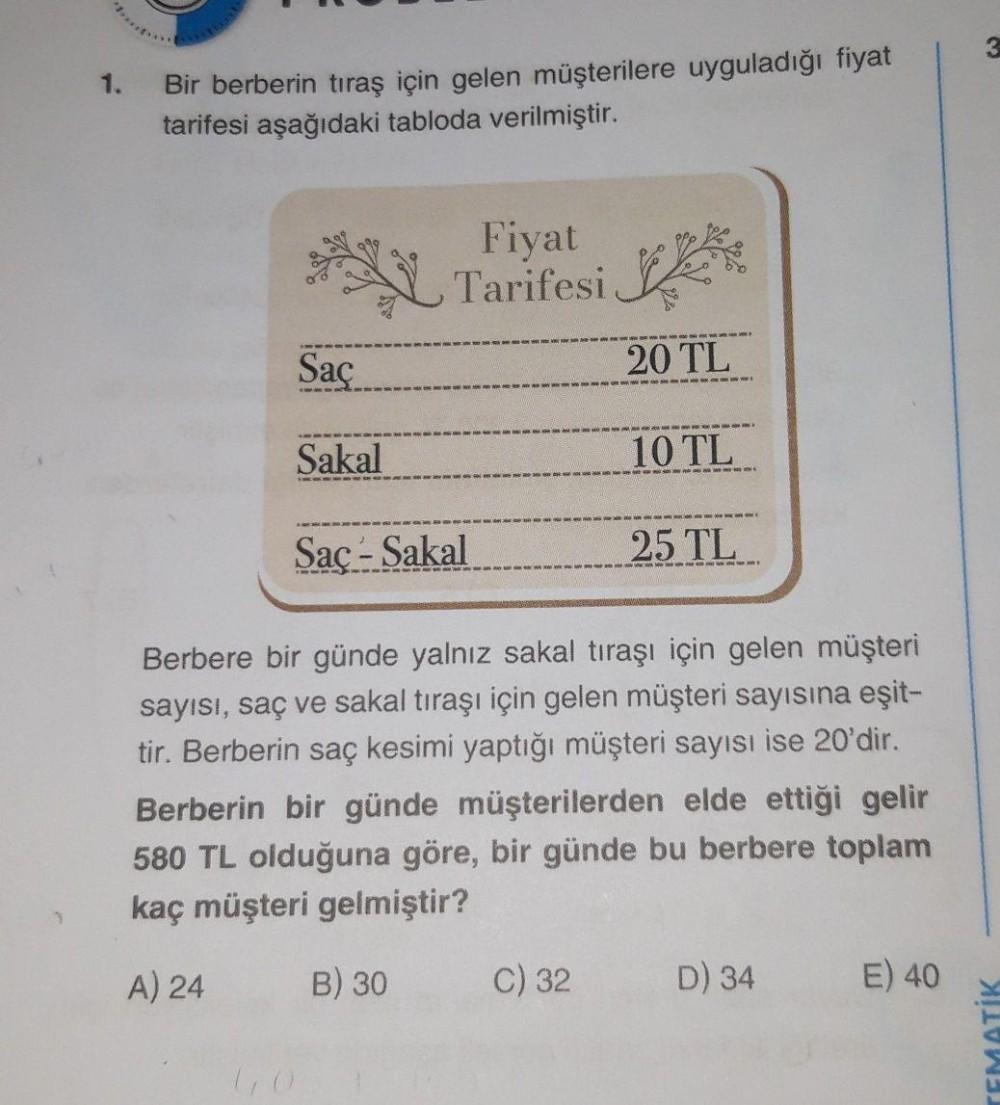 1. Bir berberin tıraş için gelen müşterilere uyguladığı fiyat
tarifesi aşağıdaki tabloda verilmiştir.
Fiyat
Tarifesi
Saç 20 TL
Sakal 10 TL
Saç - Sakal 25 TL
Berbere bir günde yalnız sakal tıraşı için gelen müşteri
sayısı, saç ve sakal tıraşı için gelen müşteri sayısına eşit-
tir. Berberin saç kesimi yaptığı müşteri sayısı ise 20'dir.
Berberin bir günde müşterilerden elde ettiği gelir
580 TL olduğuna göre, bir günde bu berbere toplam
kaç müşteri gelmiştir?
A) 24 B) 30 C) 32 D) 34 E) 40
3